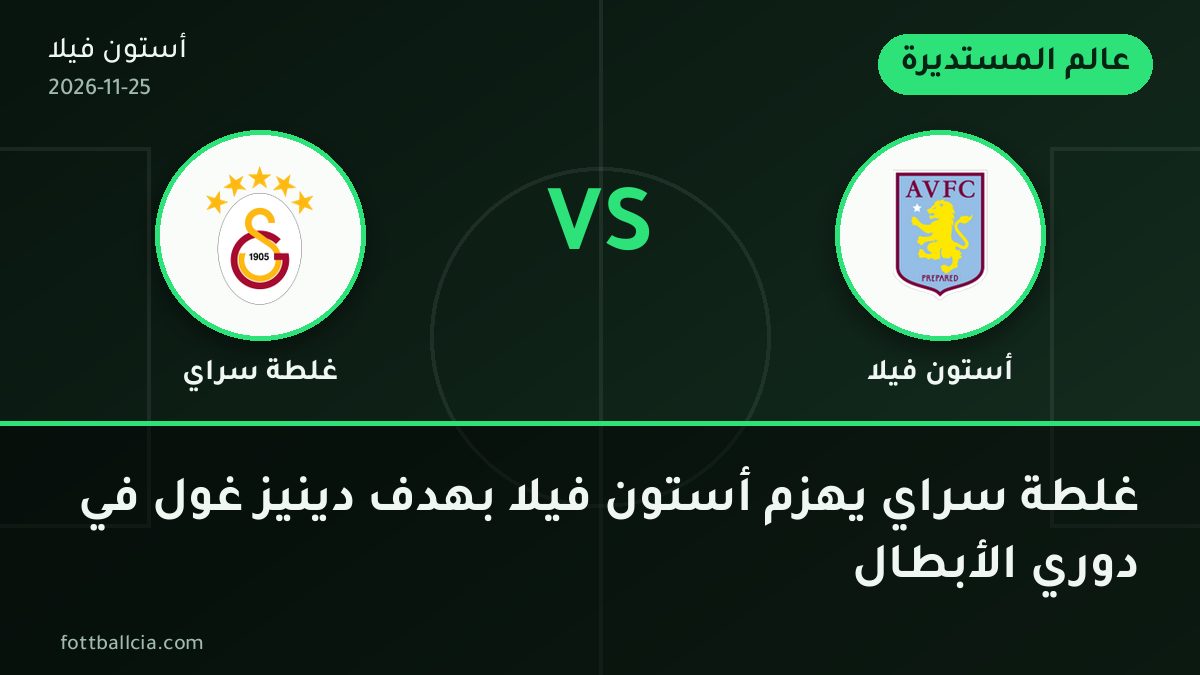 عالم المستديرة
أستون فيلا
2026-11-25
1905
VS
AVFC
PREPARED
غلطة سراي
أستون فيلا
غلطة سراي يهزم أستون فيلا بهدف دينيز غول في
دوري الأبطال
fottballcia.com